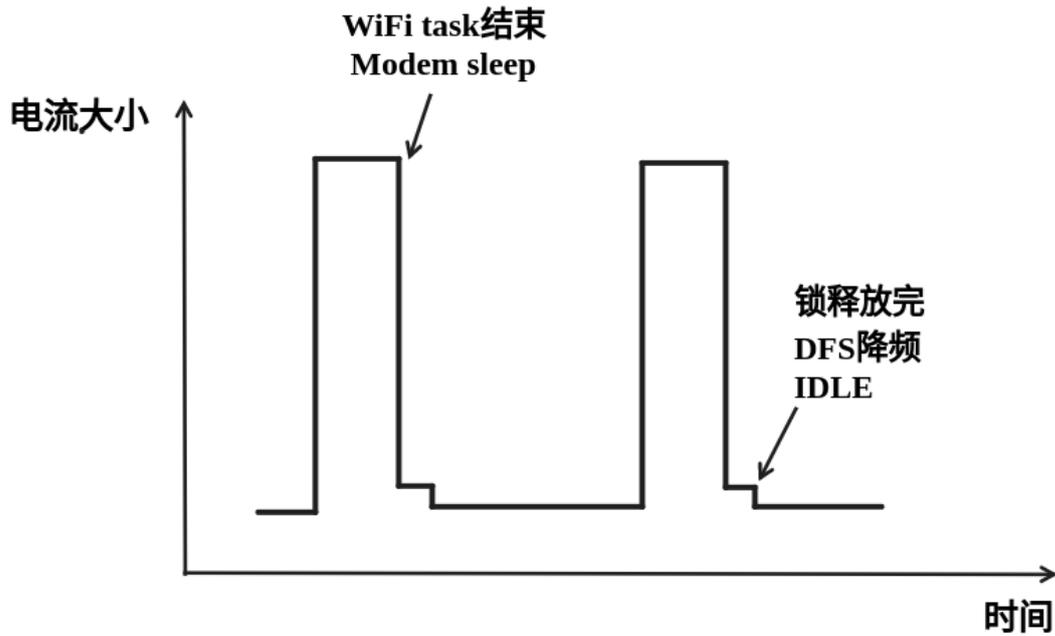 WiFi task结束
Modem sleep
电流大小
锁释放完
DFS降频
IDLE
时间